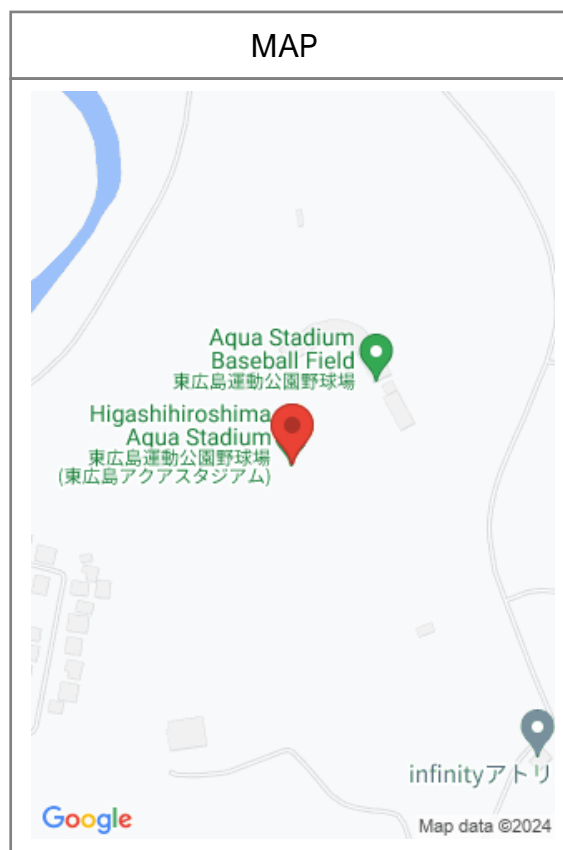 MAP
Aqua Stadium
Baseball Field
東広島運動公園野球場
Higashihiroshima
Aqua Stadium
東広島運動公園野球場
(東広島アクアスタジアム)
infinityアトリ
Google
Map data ©2024